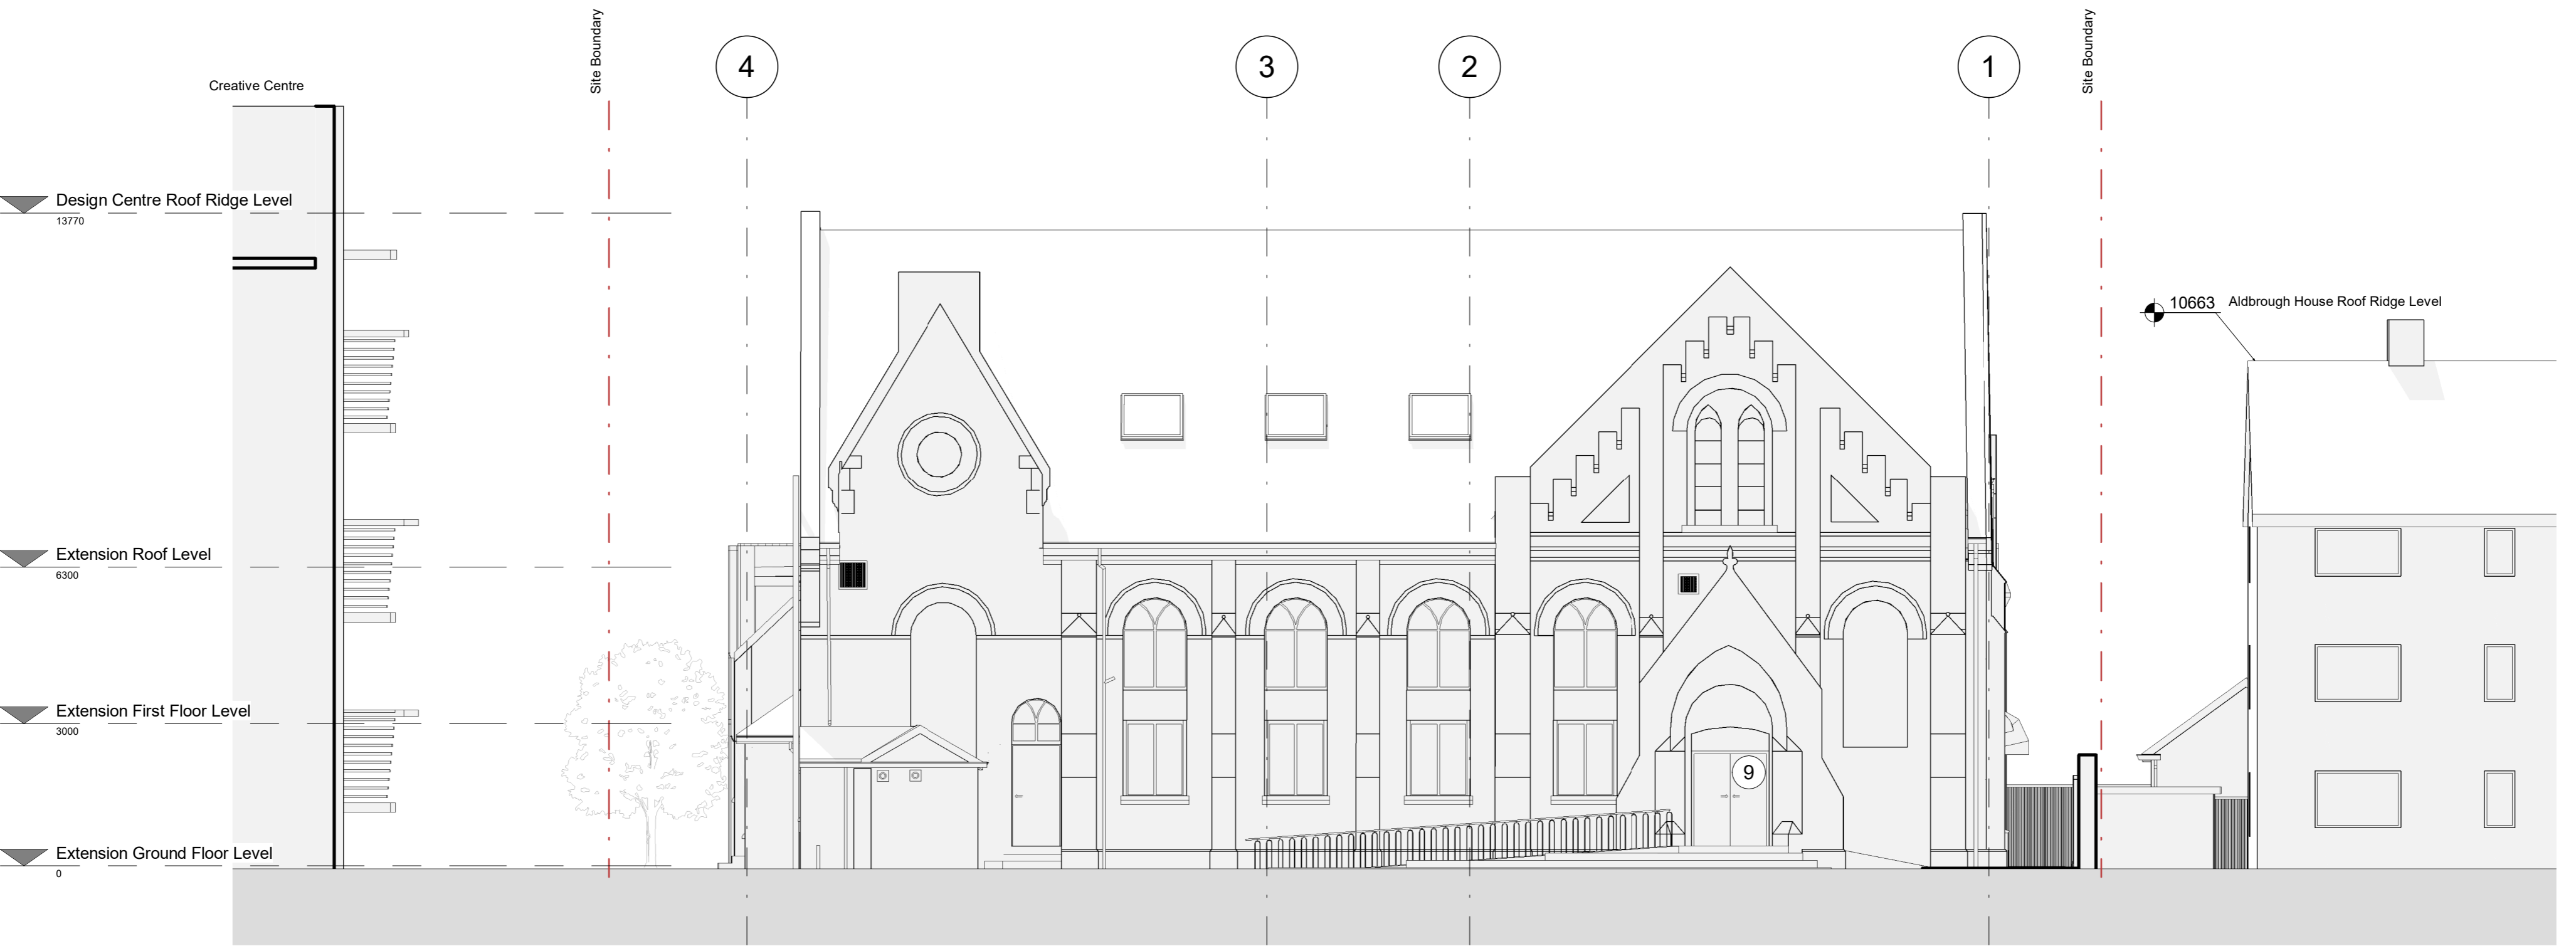 Site Boundary
4
3
2
1
Site Boundary
Creative Centre
Design Centre Roof Ridge Level
13770
10663 Aldbrough House Roof Ridge Level
Extension Roof Level
6300
Extension First Floor Level
3000
9
Extension Ground Floor Level
0